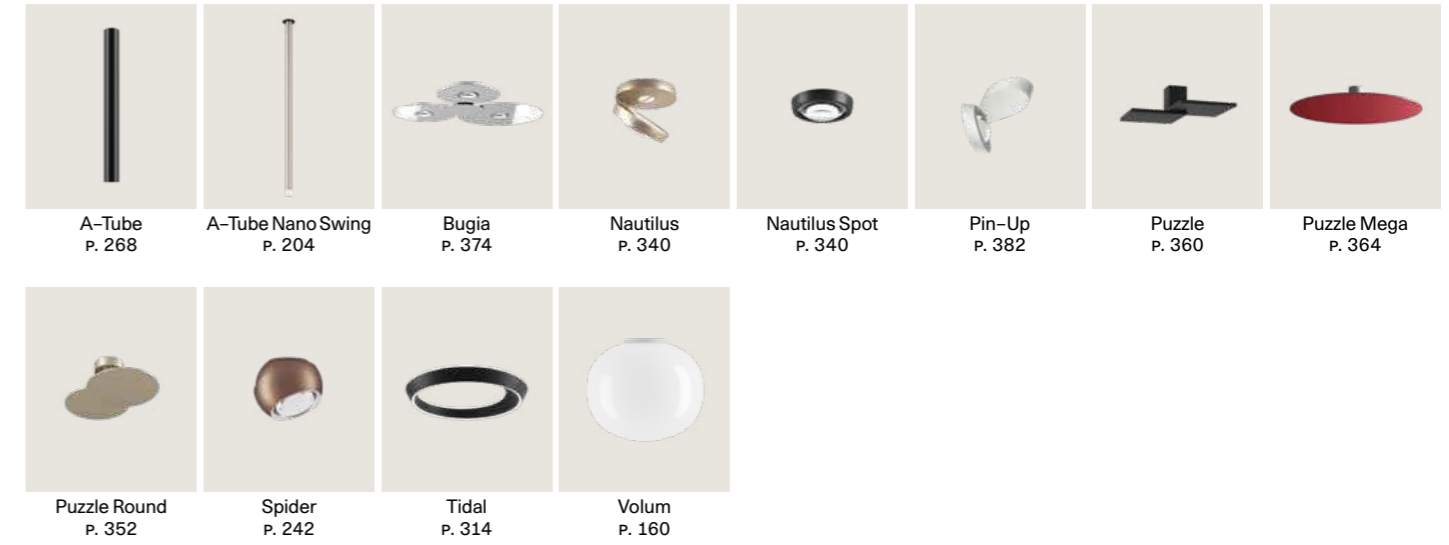 A–Tube
P. 268
A–Tube Nano Swing
P. 204
Bugia
P. 374
Nautilus
P. 340
Nautilus Spot
P. 340
Pin–Up
P. 382
Puzzle
P. 360
Puzzle Mega
P. 364
Puzzle Round
P. 352
Spider
P. 242
Tidal
P. 314
Volum
P. 160